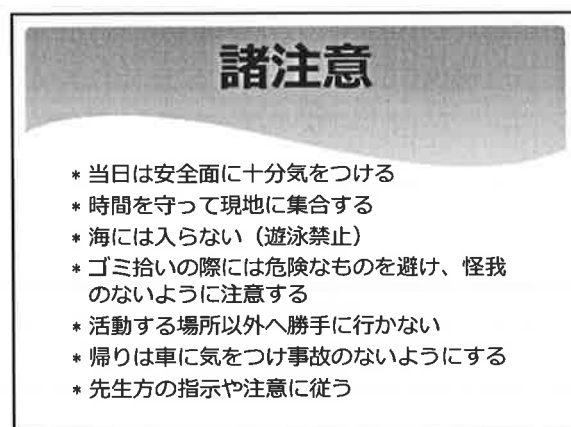 諸注意
* 当日は安全面に十分気をつける
* 時間を守って現地に集合する
* 海には入らない（遊泳禁止）
* ゴミ拾いの際には危険なものを避け、怪我
のないように注意する
* 活動する場所以外へ勝手に行かない
* 帰りは車に気をつけ事故のないようにする
* 先生方の指示や注意に従う